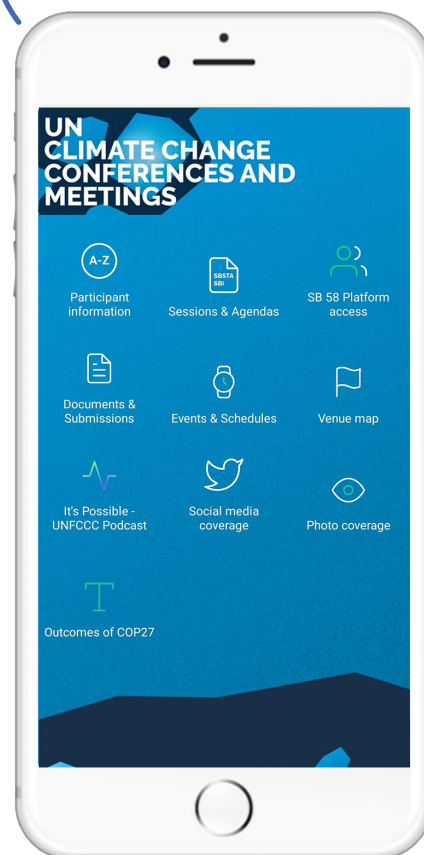 UN
CLIMATE CHANGE
CONFERENCES AND
MEETINGS
A-Z
Participant
information
SBSTA
SBI
Sessions & Agendas
SB 58 Platform
access
Documents &
Submissions
Events & Schedules
Venue map
It's Possible -
UNFCCC Podcast
Social media
coverage
Photo coverage
T
Outcomes of COP27